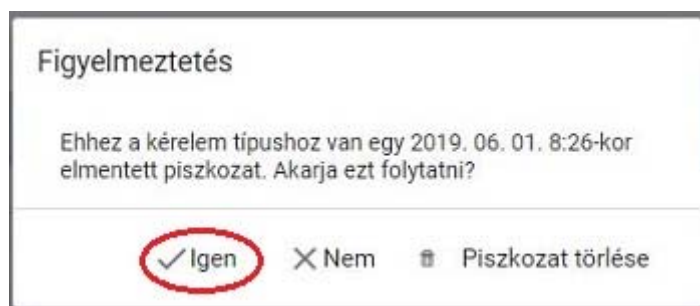 Figyelmeztetés
Ehhez a kérelem típushoz van egy 2019. 06. 01. 8:26-kor
elmentett piszkozat. Akarja ezt folytatni?
Igen Nem Piszkozat törlése